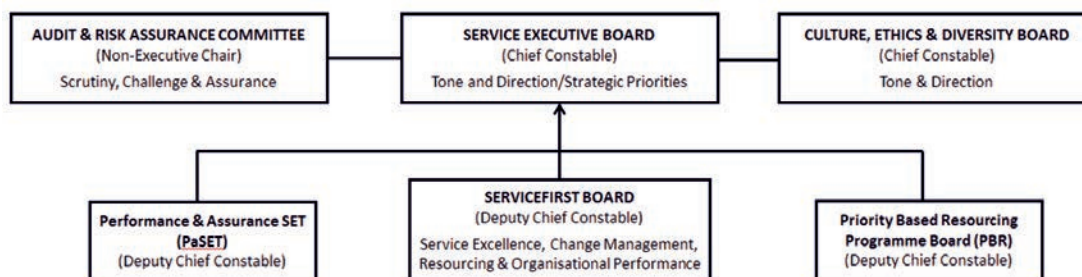 AUDIT & RISK ASSURANCE COMMITTEE
(Non-Executive Chair)
Scrutiny, Challenge & Assurance
SERVICE EXECUTIVE BOARD
(Chief Constable)
Tone and Direction/Strategic Priorities
CULTURE, ETHICS & DIVERSITY BOARD
(Chief Constable)
Tone & Direction
Performance & Assurance SET
(PaSET)
(Deputy Chief Constable)
SERVICEFIRST BOARD
(Deputy Chief Constable)
Service Excellence, Change Management,
Resourcing & Organisational Performance
Priority Based Resourcing
Programme Board (PBR)
(Deputy Chief Constable)